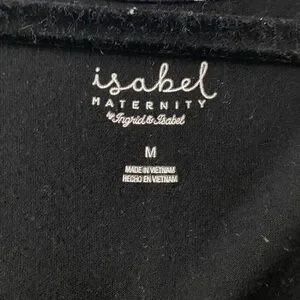 isabel
MATERNITY
by Ingrid & Isabel
M
MADE IN VIETNAM
HECHO EN VIETNAM